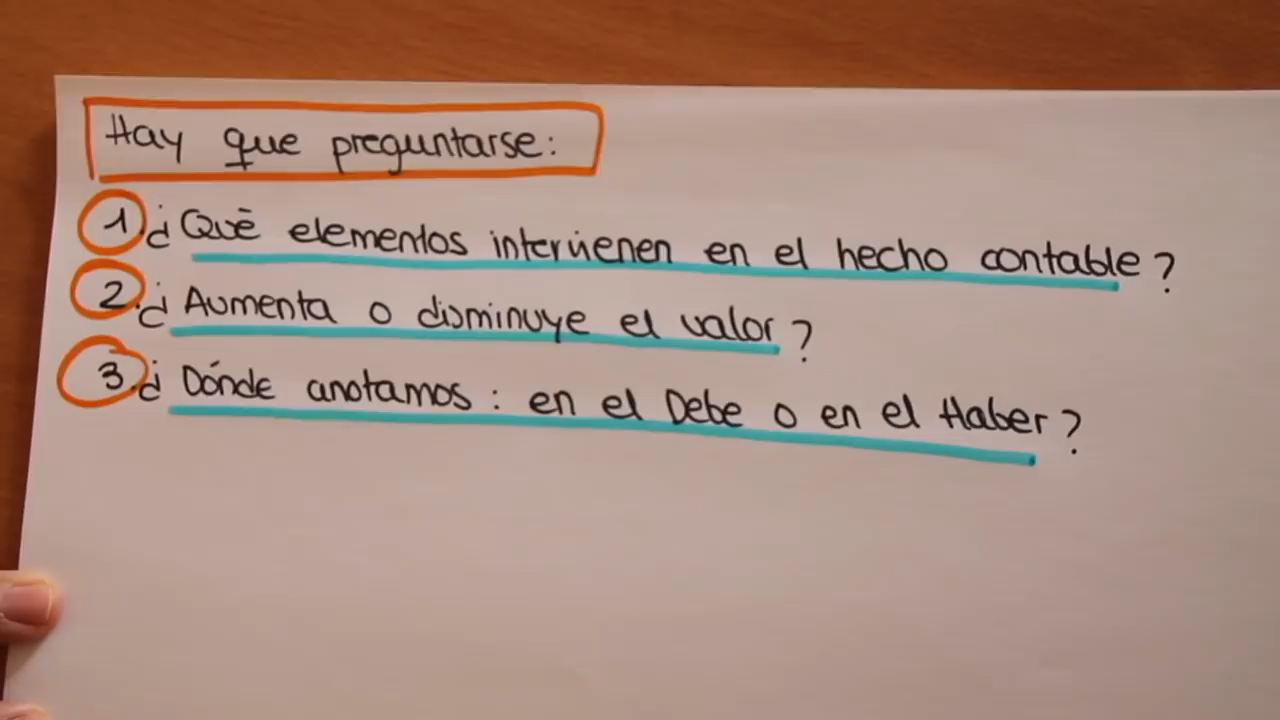 Hay que preguntarse:
1. ¿Qué elementos intervienen en el hecho contable?
2. ¿Aumenta o disminuye el valor?
3. ¿Dónde anotamos: en el Debe o en el Haber?